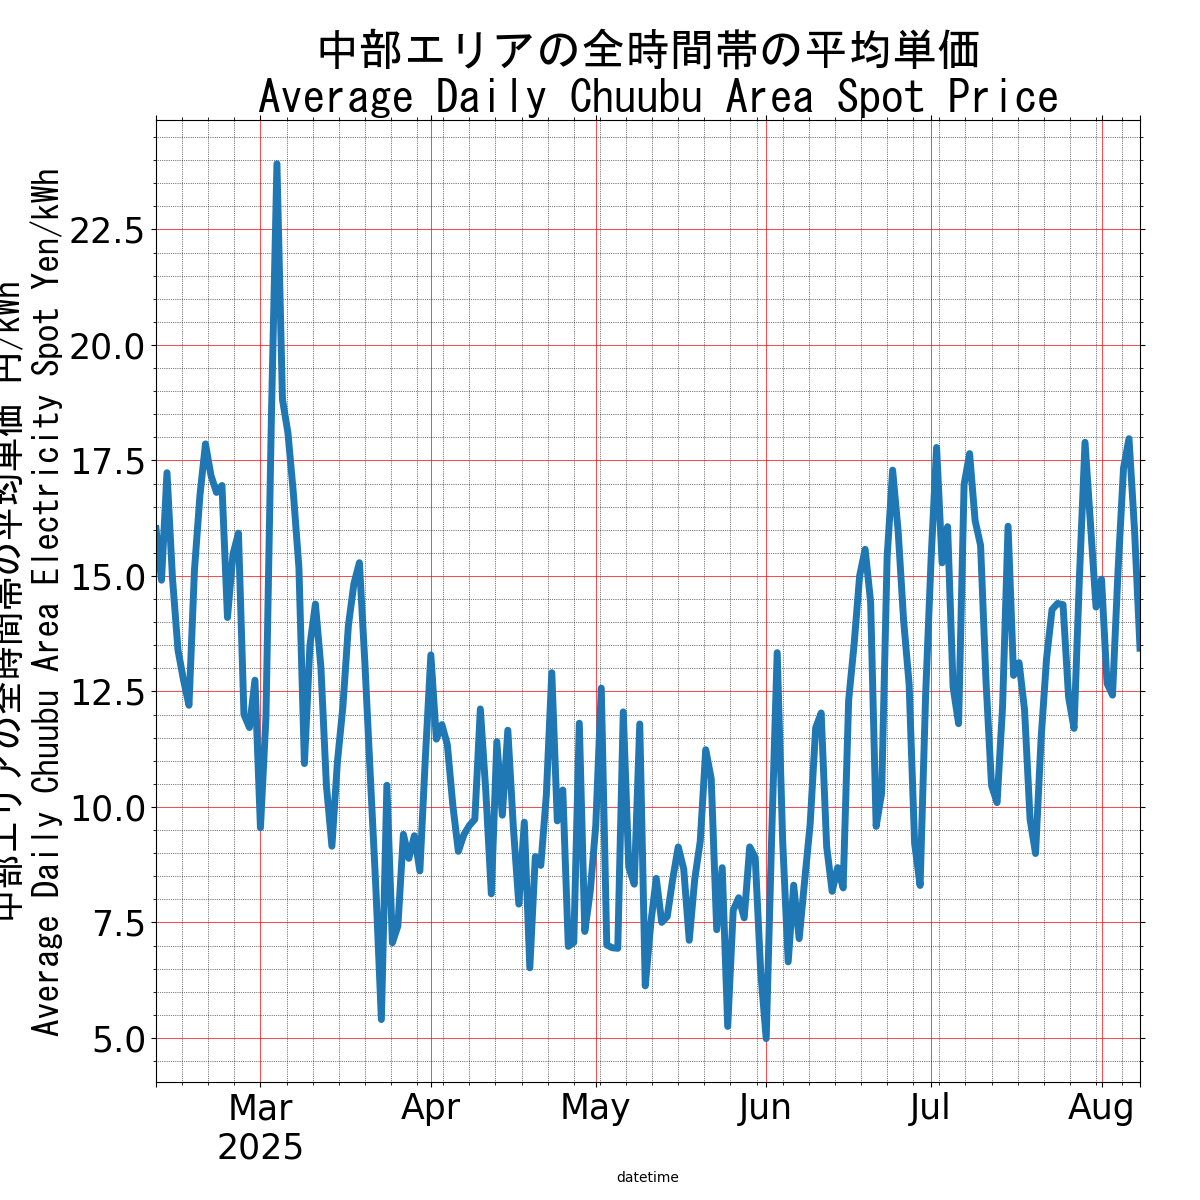 中部エリアの全時間帯の平均単価
Average Daily Chuubu Area Spot Price
中部エリアの全時間帯の平均単価 円/kWh
Average Daily Chuubu Area Electricity Spot Yen/kWh
22.5
20.0
17.5
15.0
12.5
10.0
7.5
5.0
Mar
2025
Apr
May
Jun
Jul
Aug
datetime